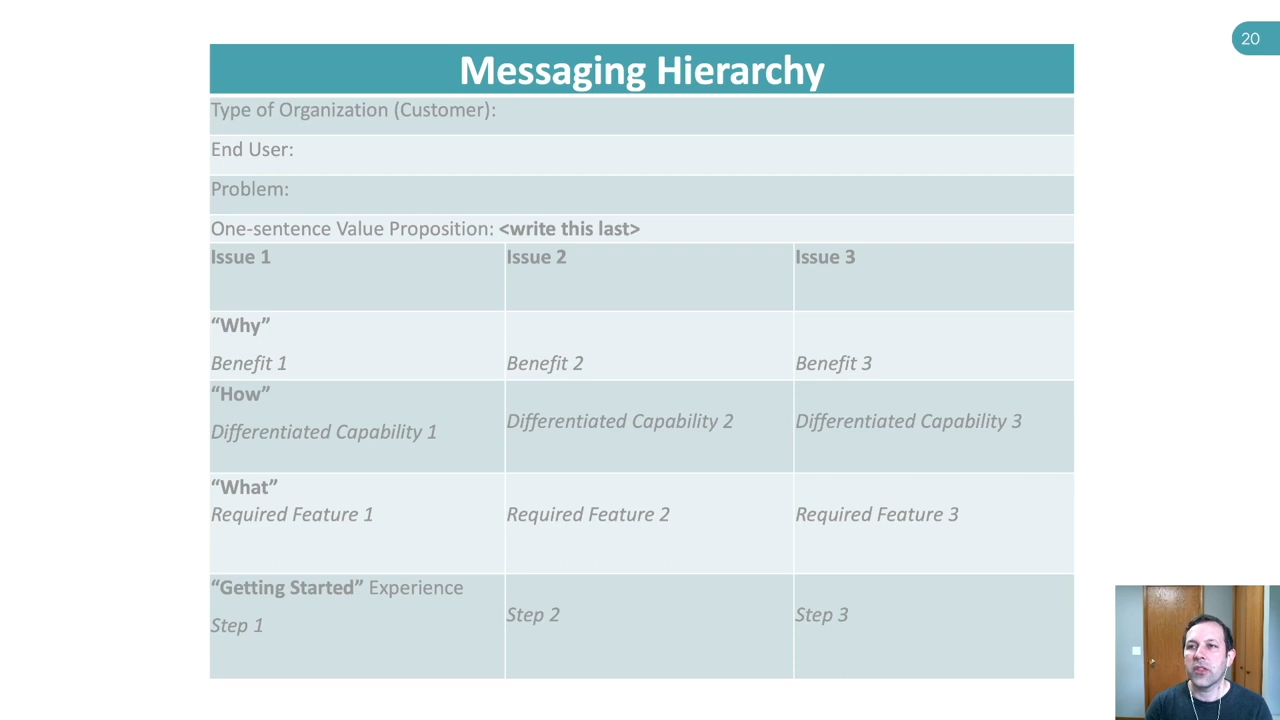 20
Messaging Hierarchy
Type of Organization (Customer):
End User:
Problem:
One-sentence Value Proposition: <write this last>
Issue 1
Issue 2
Issue 3
“Why”
Benefit 1
Benefit 2
Benefit 3
“How”
Differentiated Capability 1
Differentiated Capability 2
Differentiated Capability 3
“What”
Required Feature 1
Required Feature 2
Required Feature 3
“Getting Started” Experience
Step 1
Step 2
Step 3